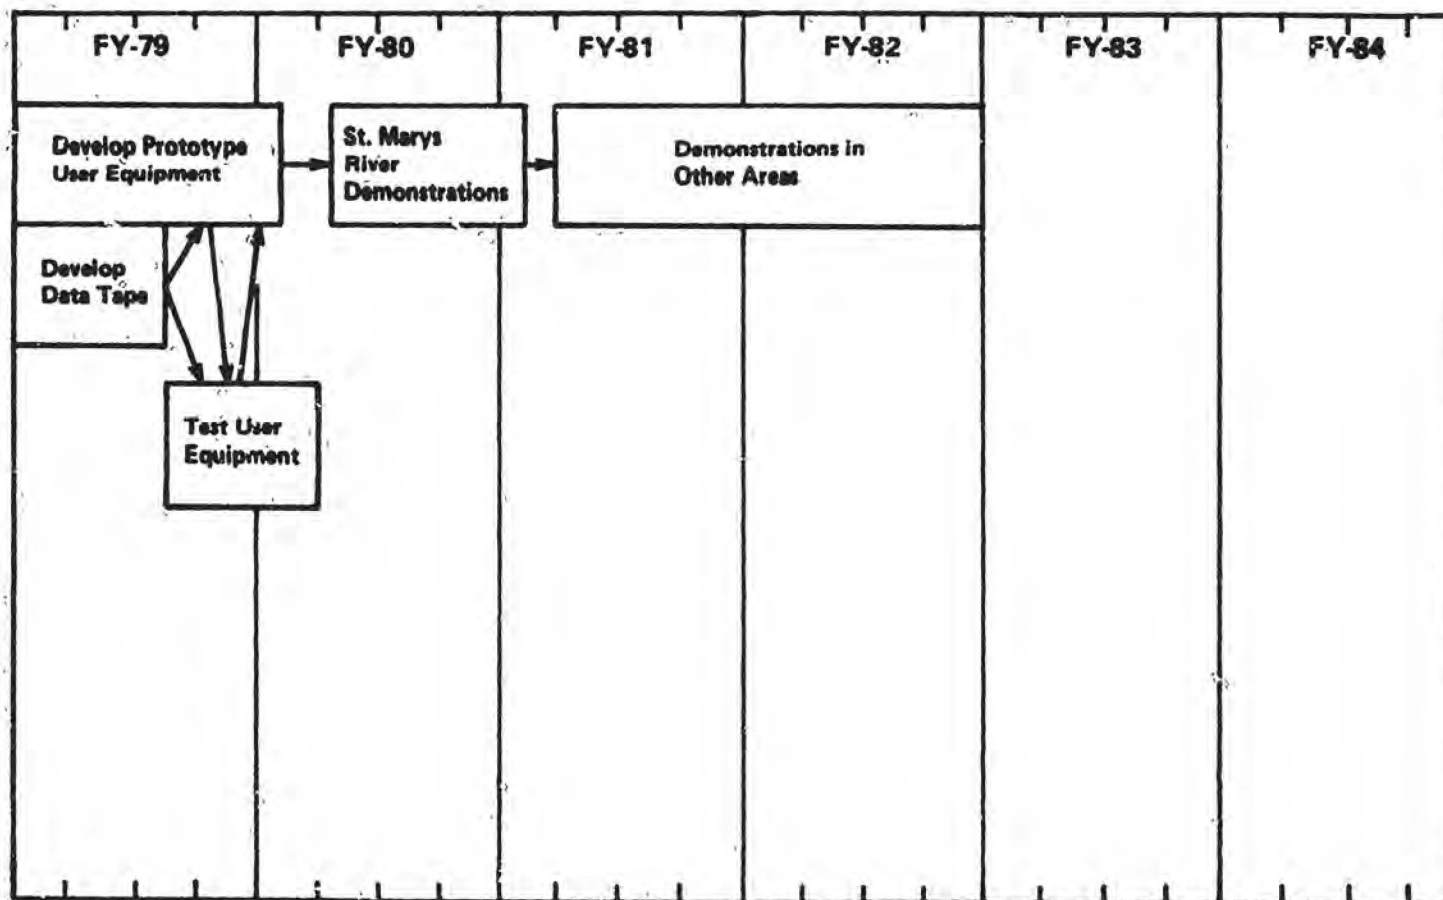 FY-79 FY-80 FY-81 FY-82 FY-83 FY-84
Develop Prototype
User Equipment
St. Marys
River
Demonstrations
Demonstrations in
Other Areas
Develop
Data Tape
Test User
Equipment